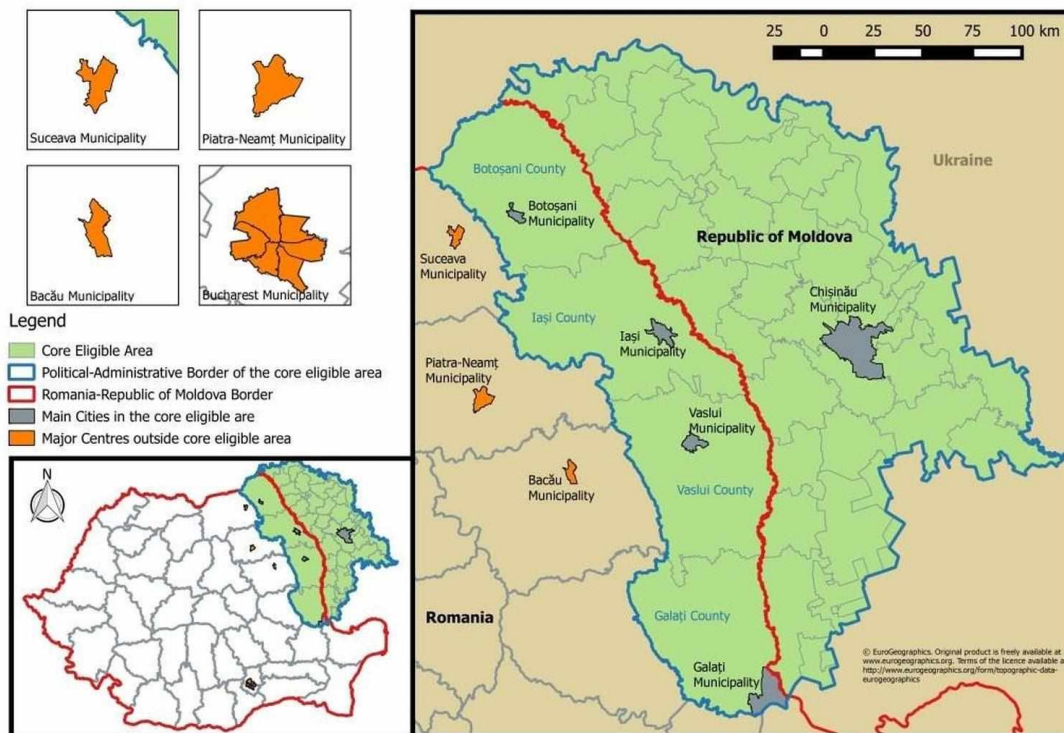 Suceava Municipality
Piatra-Neamț Municipality
Bacău Municipality
Bucharest Municipality
Legend
Core Eligible Area
Political-Administrative Border of the core eligible area
Romania-Republic of Moldova Border
Main Cities in the core eligible are
Major Centres outside core eligible area
N
25 0 25 50 75 100 km
Ukraine
Botoșani County
Botoșani
Municipality
Republic of Moldova
Suceava
Municipality
Chișinău
Municipality
Iași County
Iași
Municipality
Piatra-Neamț
Municipality
Vaslui
Municipality
Bacău
Municipality
Vaslui County
Romania
Galați County
Galați
Municipality
© EuroGeographics. Original product is freely available at
www.eurogeographics.org. Terms of the licence available a
http://www.eurogeographics.org/form/topographic-data-
eurogeographics